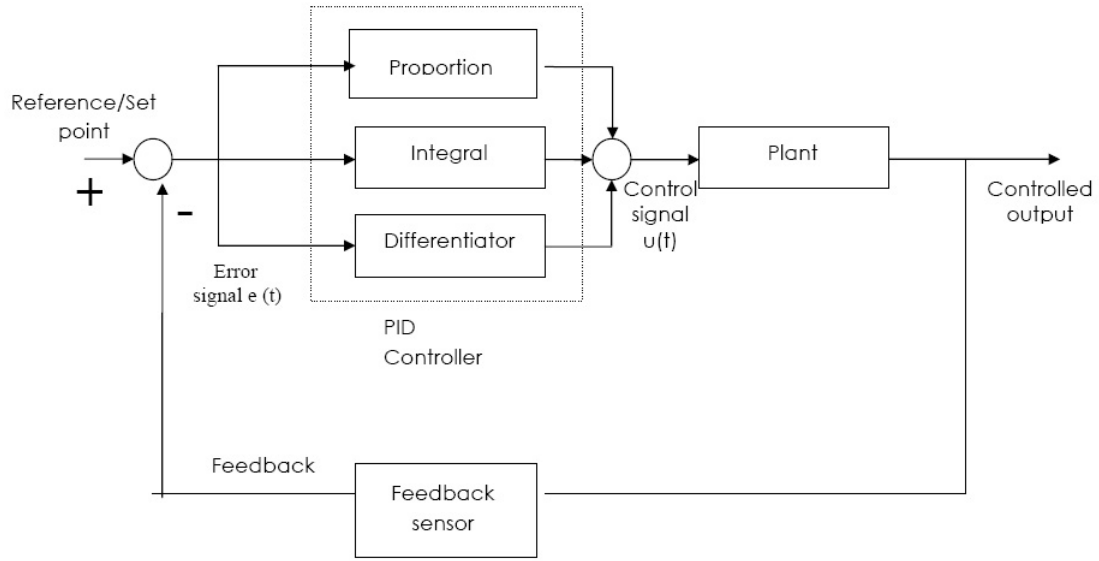 Proportion
Reference/Set
point
Integral
Plant
+
-
Control
signal
u(t)
Controlled
output
Differentiator
Error
signal e (t)
PID
Controller
Feedback
Feedback
sensor